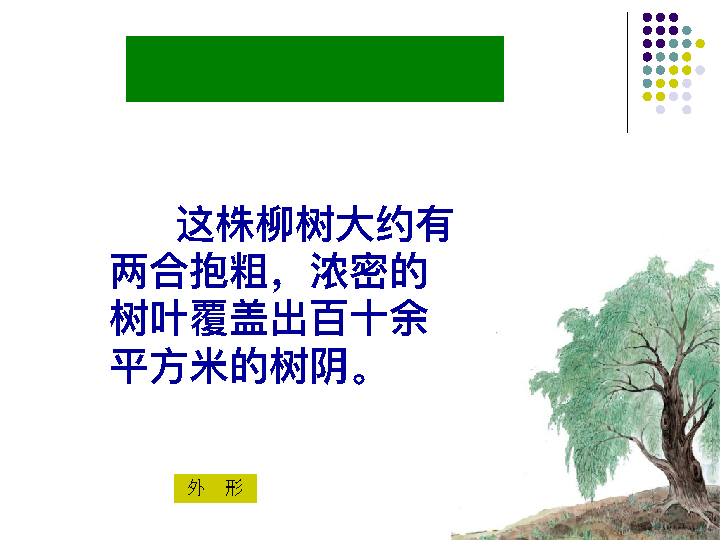 这株柳树大约有
两合抱粗，浓密的
树叶覆盖出百十余
平方米的树阴。
外 形